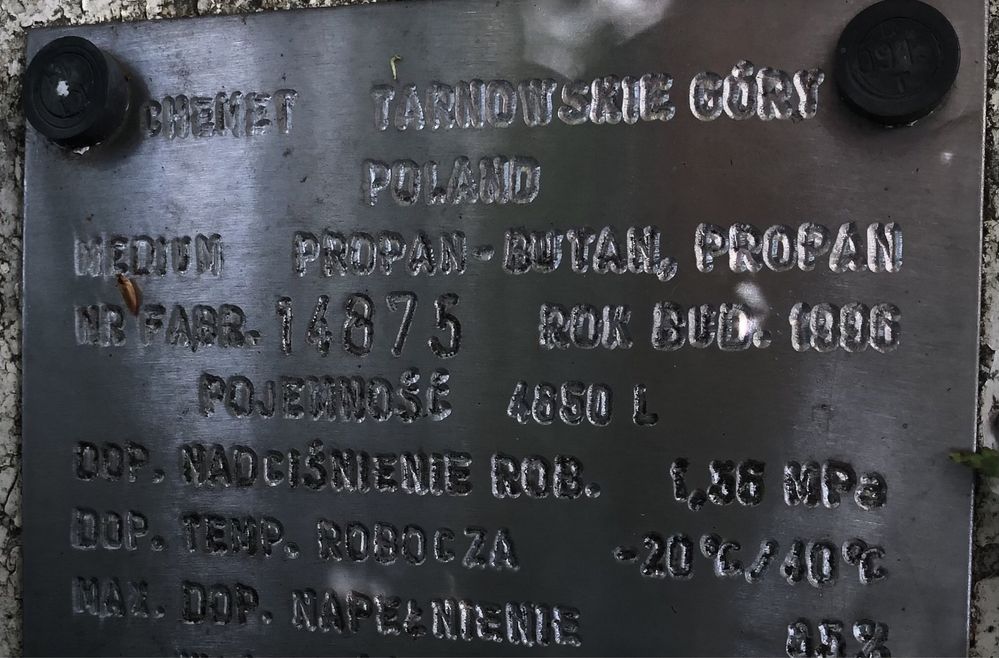 CHEMET TARNOWSKIE GÓRY
POLAND
MEDIUM PROPAN-BUTAN, PROPAN
NR FABR. 14875 ROK BUD. 1996
POJEMNOŚĆ 4850 L
DOP. NADCIŚNIENIE ROB. 1,56 MPa
DOP. TEMP. ROBOCZA -20°C/40°C
MAX. DOP. NAPEŁNIENIE 85%